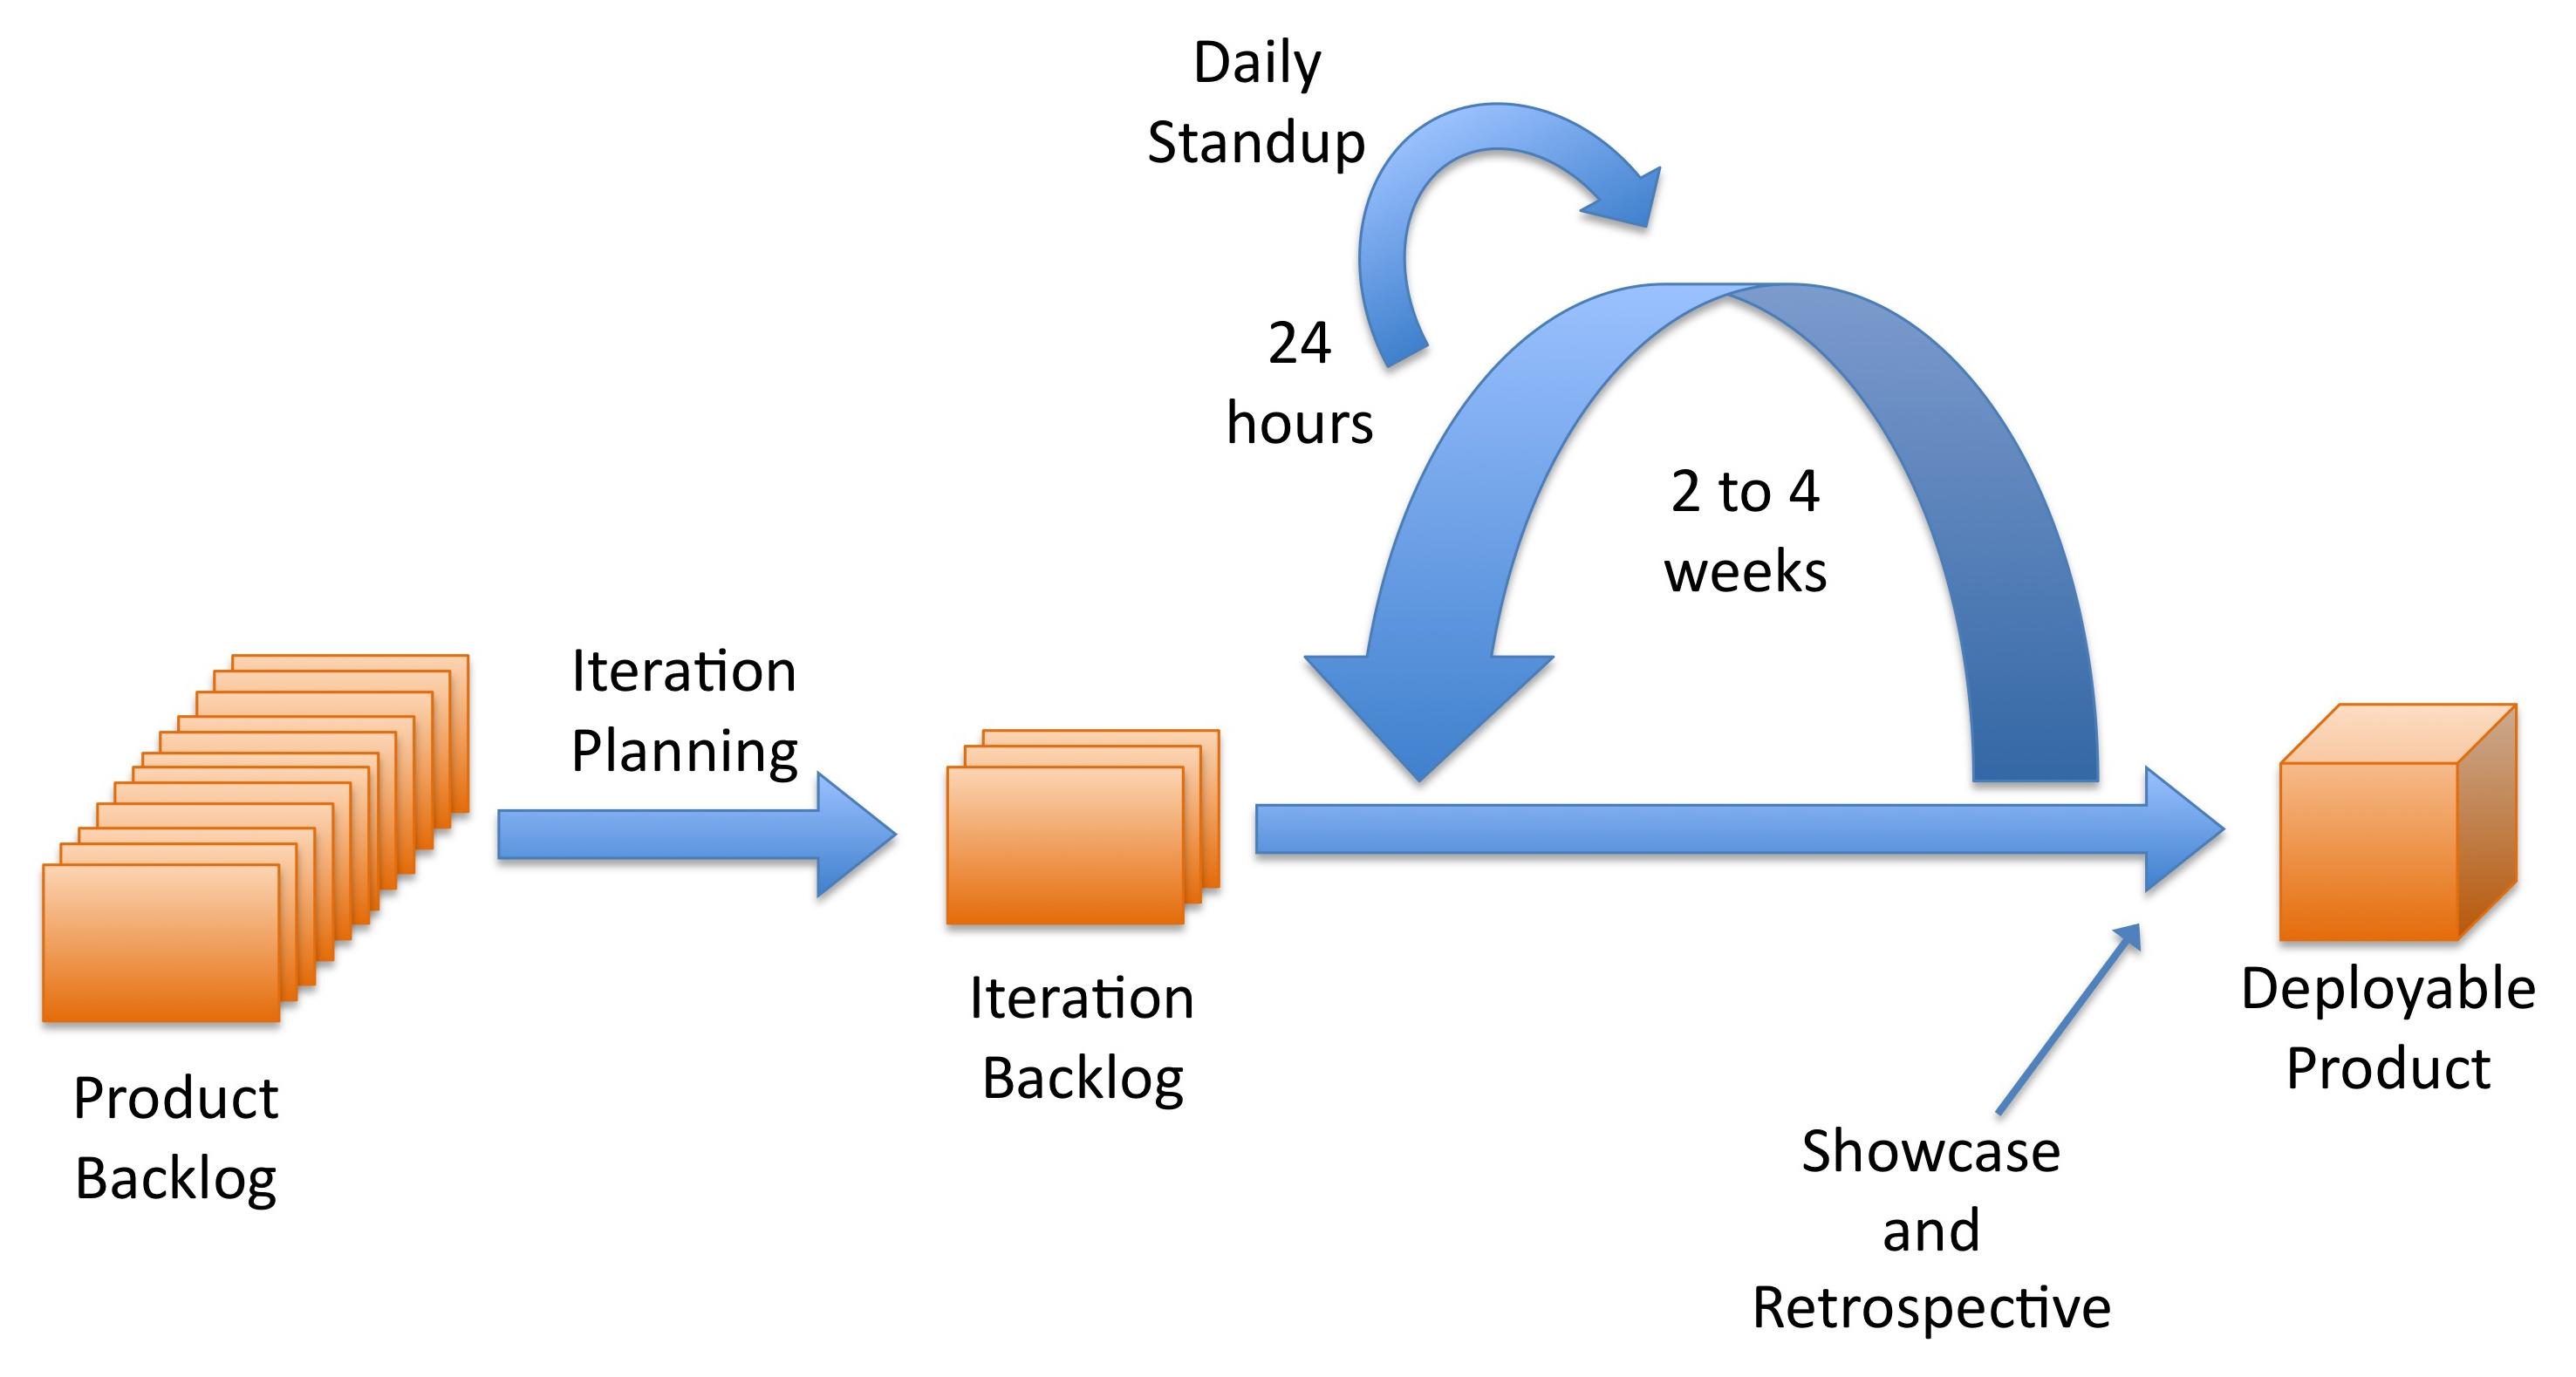 Daily
Standup
24
hours
2 to 4
weeks
Iteration
Planning
Product
Backlog
Iteration
Backlog
Deployable
Product
Showcase
and
Retrospective